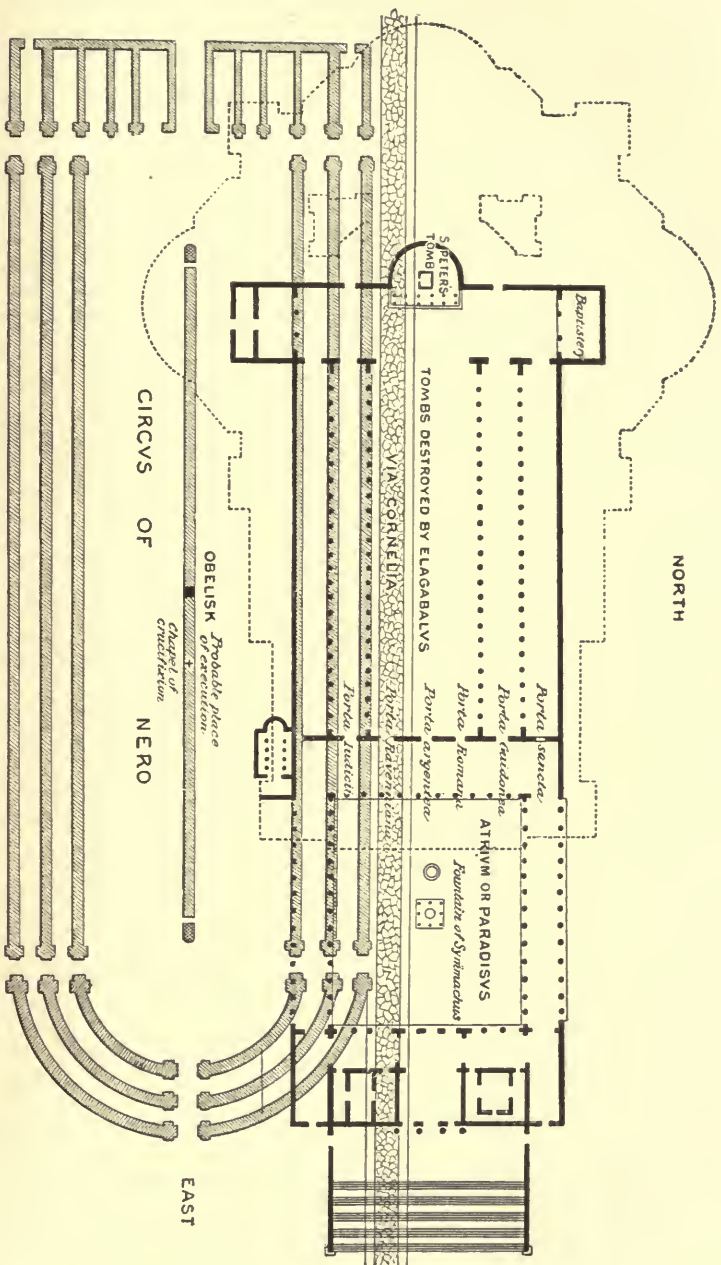 NORTH
Baptistery
S. PETER'S
TOMB
TOMBS DESTROYED BY ELAGABALVS
VIA CORNELIA
Porta sancta
Porta Guidonea
Porta Romana
Porta argentea
Porta Ravenniana
Porta Iudicii
ATRIVM OR PARADISVS
Fountain of Symmachus
OBELISK
Probable place
of execution
Chapel of
crucifixion
CIRCVS OF NERO
EAST